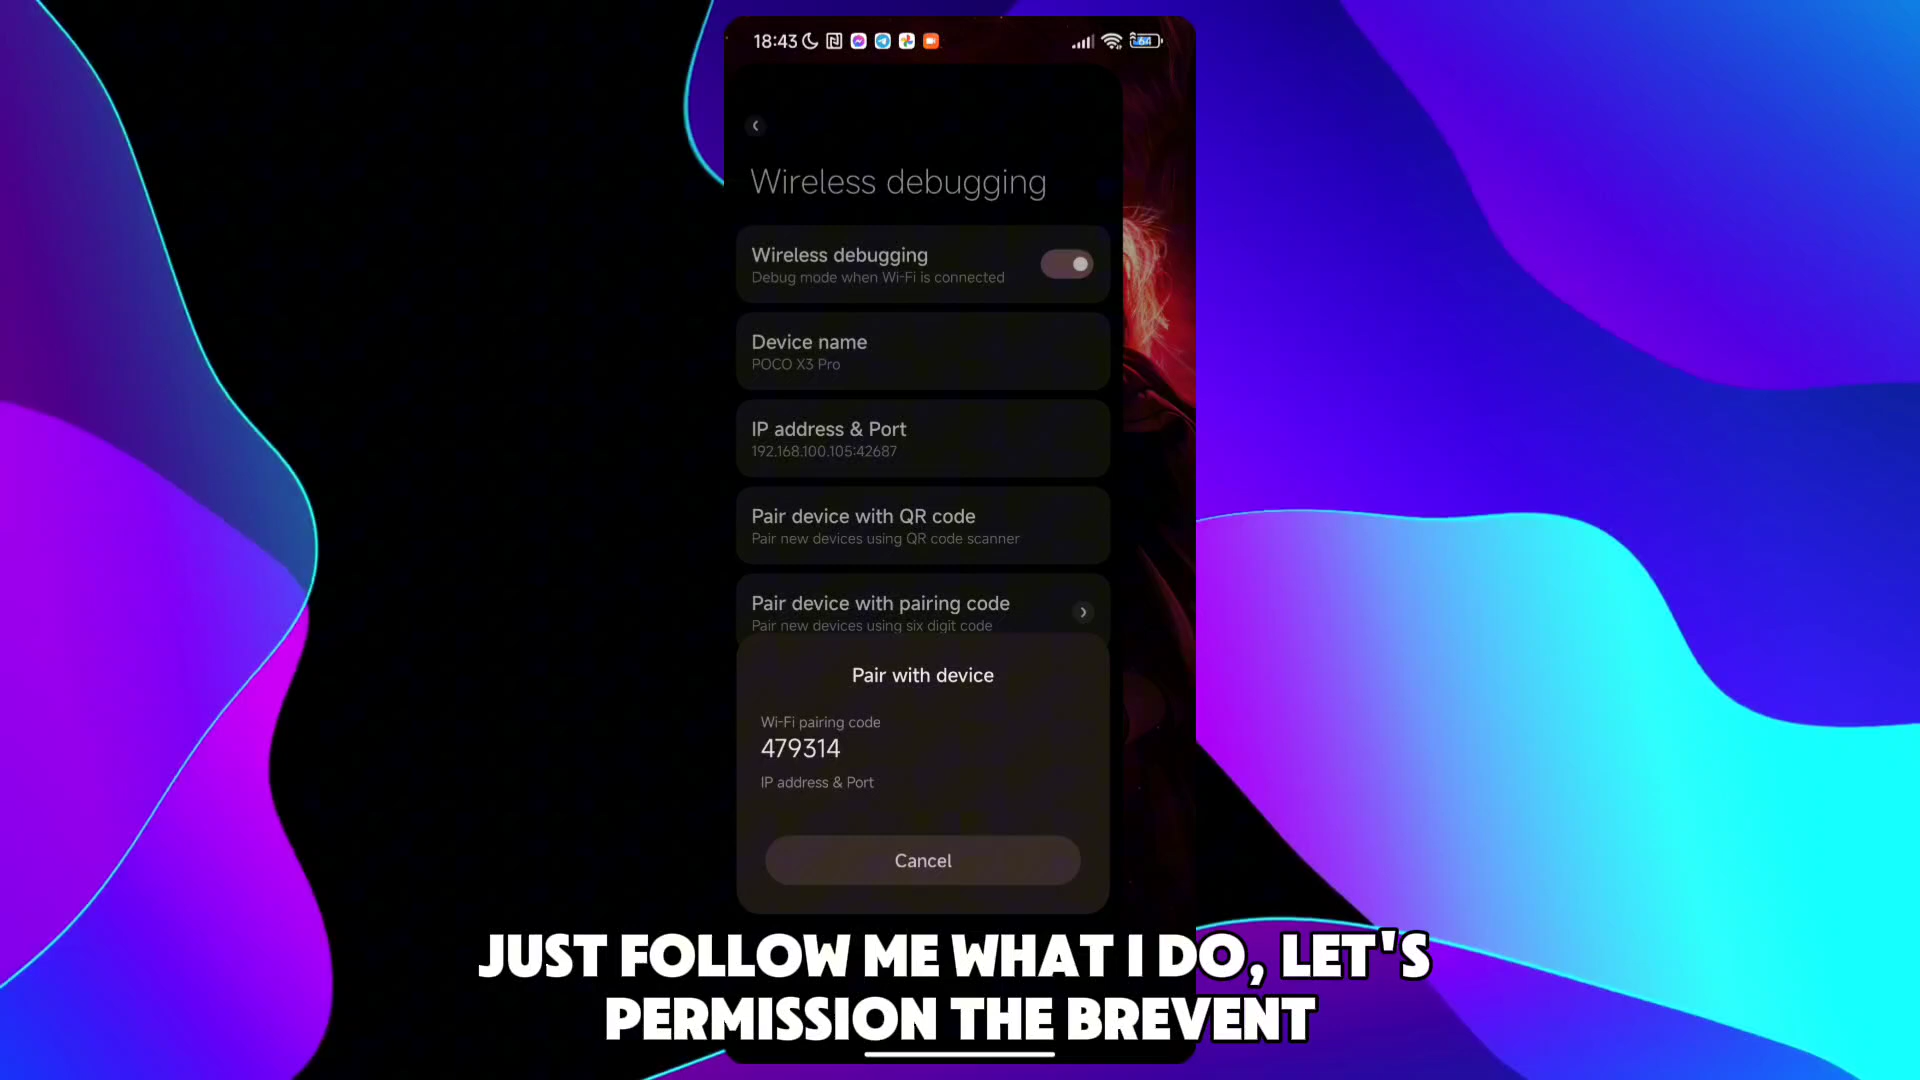 18:43
64
Wireless debugging
Wireless debugging
Debug mode when Wi-Fi is connected
Device name
POCO X3 Pro
IP address & Port
192.168.100.105:42687
Pair device with QR code
Pair new devices using QR code scanner
Pair device with pairing code
Pair new devices using six digit code
Pair with device
Wi-Fi pairing code
479314
IP address & Port
Cancel
JUST FOLLOW ME WHAT I DO, LET'S
PERMISSION THE BREVENT